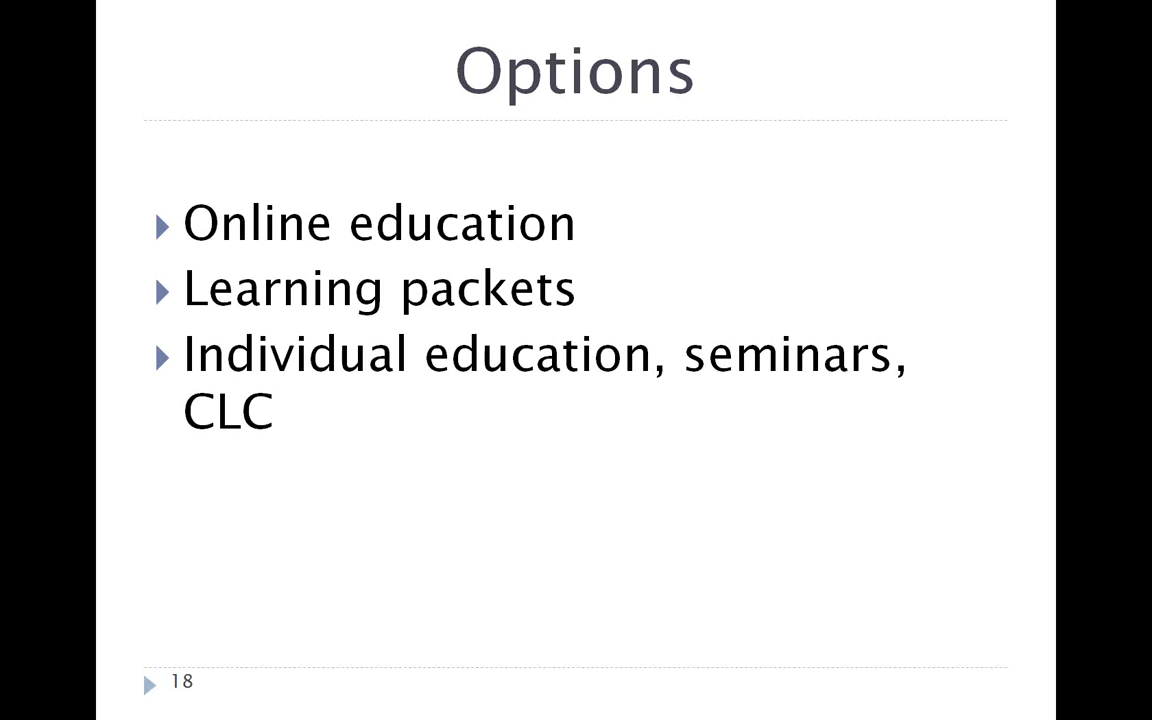 Options
Online education
Learning packets
Individual education, seminars,
CLC
18